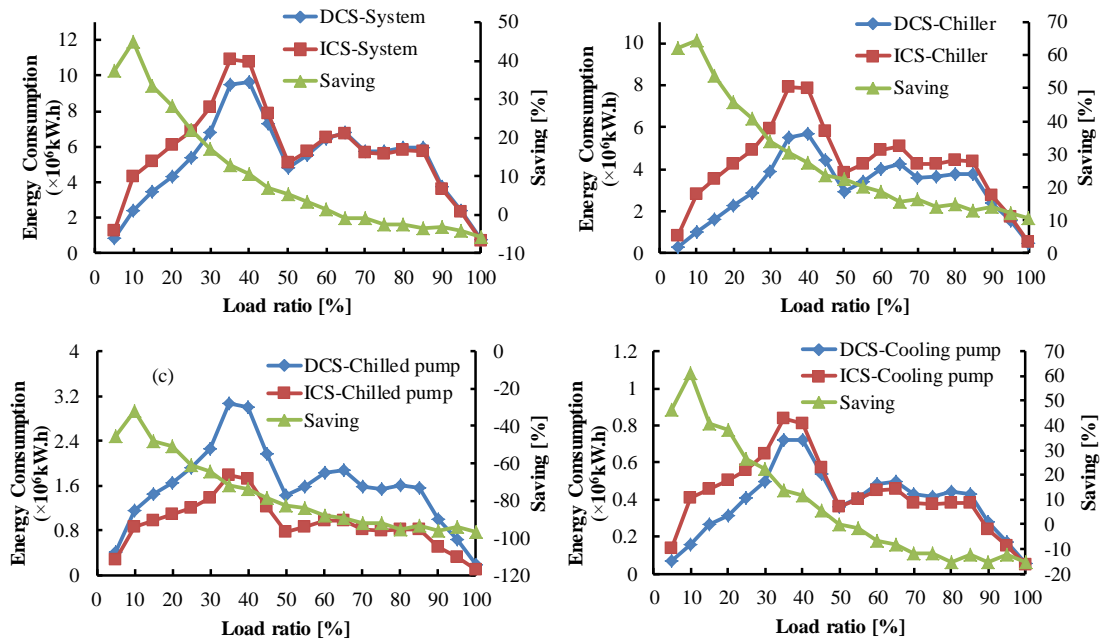 DCS-System
ICS-System
Saving
Energy Comsumption
(×10⁶kW.h)
12
10
8
6
4
2
0
50
40
30
20
10
0
-10
Saving [%]
0 10 20 30 40 50 60 70 80 90 100
Load ratio [%]
DCS-Chiller
ICS-Chiller
Saving
Energy Consumption
(×10⁶kW.h)
10
8
6
4
2
0
70
60
50
40
30
20
10
0
Saving [%]
0 10 20 30 40 50 60 70 80 90 100
Load ratio [%]
(c)
DCS-Chilled pump
ICS-Chilled pump
Saving
Energy Consumption
(×10⁶kW.h)
4
3.2
2.4
1.6
0.8
0
0
-20
-40
-60
-80
-100
-120
Saving [%]
0 10 20 30 40 50 60 70 80 90 100
Load ratio [%]
DCS-Cooling pump
ICS-Cooling pump
Saving
Energy Consumption
(×10⁶kW.h)
1.2
1
0.8
0.6
0.4
0.2
0
70
60
50
40
30
20
10
0
-10
-20
Saving [%]
0 10 20 30 40 50 60 70 80 90 100
Load ratio [%]